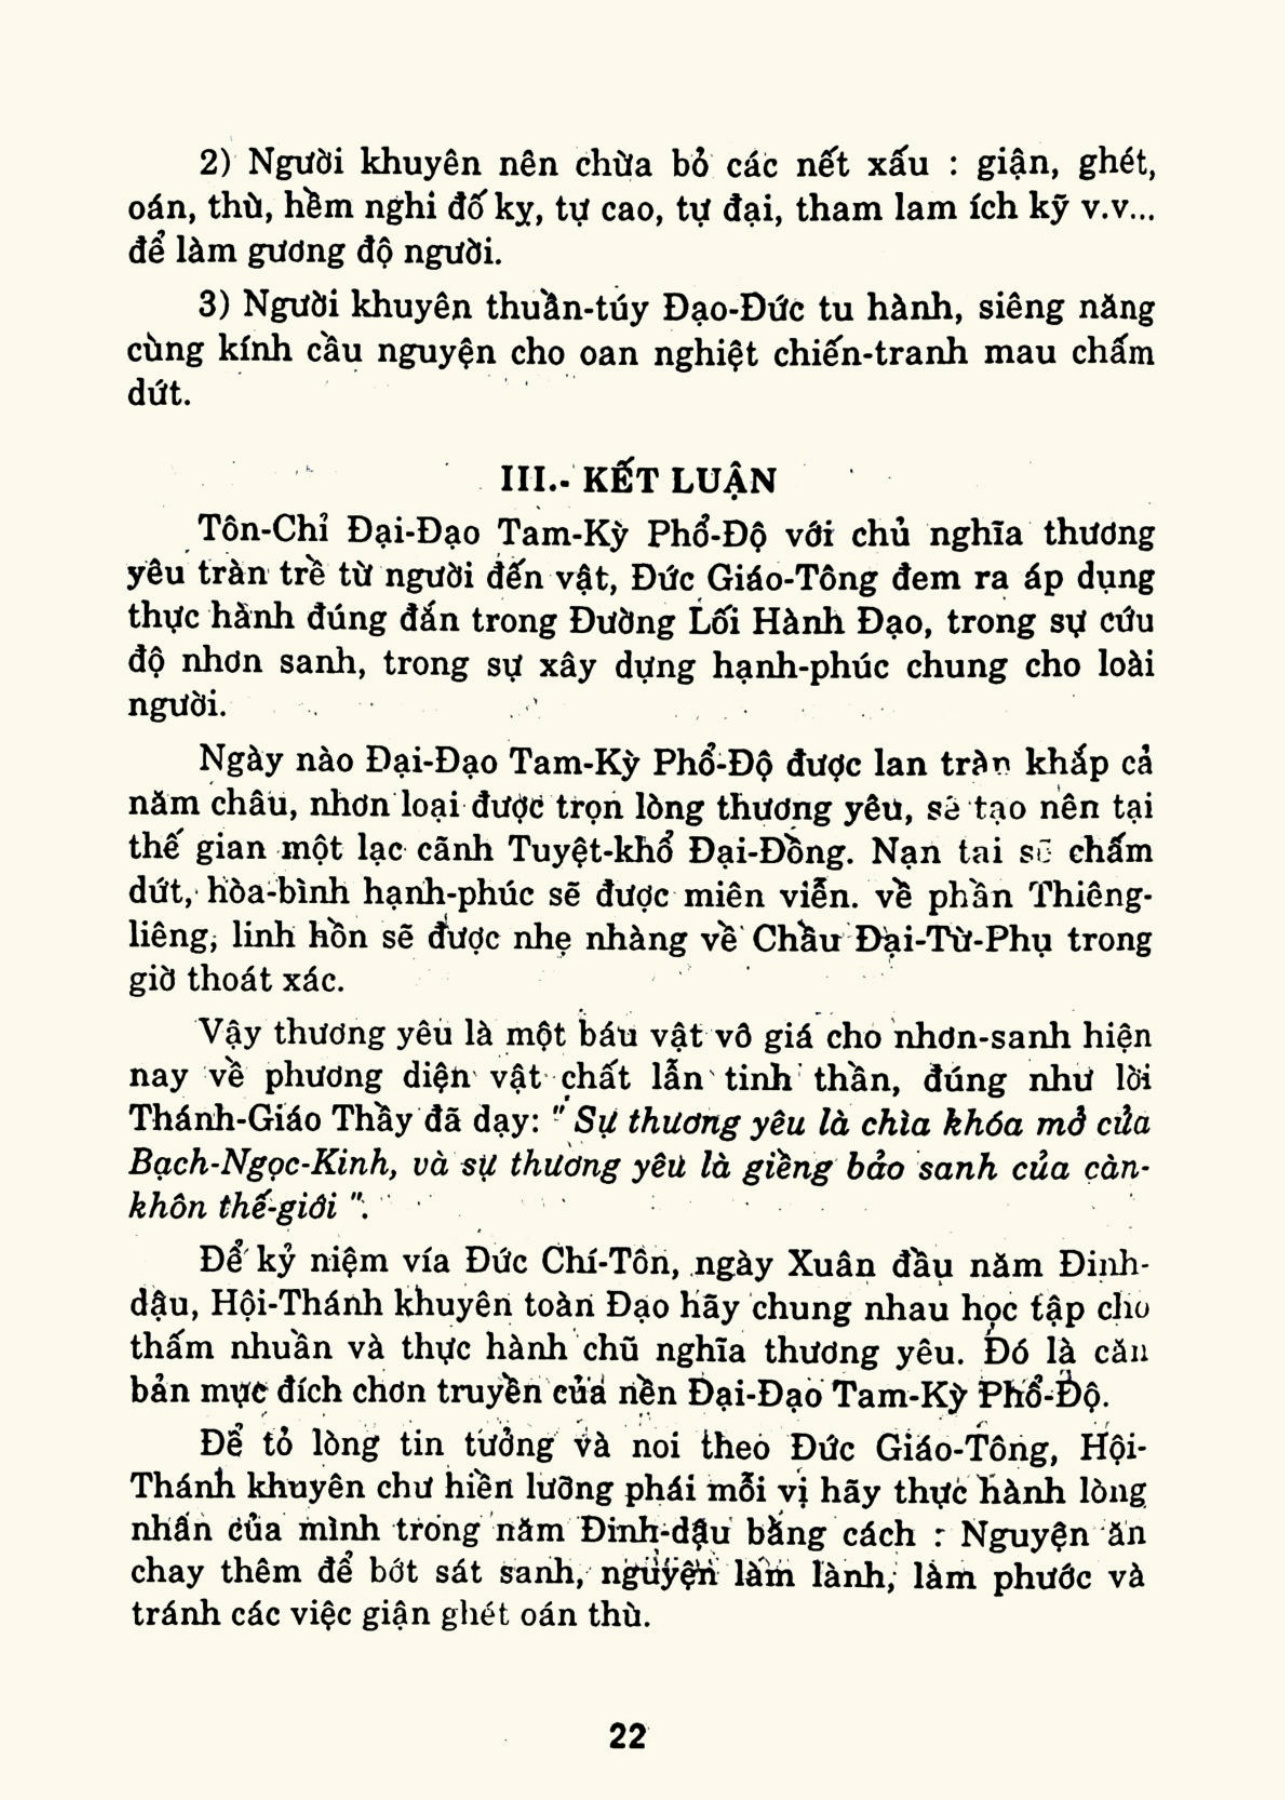 2) Người khuyên nên chừa bỏ các nết xấu : giận, ghét,
oán, thù, hềm nghi đố kỵ, tự cao, tự đại, tham lam ích kỹ v.v...
để làm gương độ người.
3) Người khuyên thuần-túy Đạo-Đức tu hành, siêng năng
cùng kính cầu nguyện cho oan nghiệt chiến-tranh mau chấm
dứt.
III.- KẾT LUẬN
Tôn-Chỉ Đại-Đạo Tam-Kỳ Phổ-Độ với chủ nghĩa thương
yêu tràn trề từ người đến vật, Đức Giáo-Tông đem ra áp dụng
thực hành đúng đắn trong Đường Lối Hành Đạo, trong sự cứu
độ nhơn sanh, trong sự xây dựng hạnh-phúc chung cho loài
người.
Ngày nào Đại-Đạo Tam-Kỳ Phổ-Độ được lan tràn khắp cả
năm châu, nhơn loại được trọn lòng thương yêu, sẽ tạo nên tại
thế gian một lạc cãnh Tuyệt-khổ Đại-Đồng. Nạn tai sẽ chấm
dứt, hòa-bình hạnh-phúc sẽ được miên viễn. về phần Thiêng-
liêng, linh hồn sẽ được nhẹ nhàng về Chầu Đại-Từ-Phụ trong
giờ thoát xác.
Vậy thương yêu là một báu vật vô giá cho nhơn-sanh hiện
nay về phương diện vật chất lẫn tinh thần, đúng như lời
Thánh-Giáo Thầy đã dạy: " Sự thương yêu là chìa khóa mở cửa
Bạch-Ngọc-Kinh, và sự thương yêu là giềng bảo sanh của càn-
khôn thế-giới ".
Để kỷ niệm vía Đức Chí-Tôn, ngày Xuân đầu năm Đinh-
dậu, Hội-Thánh khuyên toàn Đạo hãy chung nhau học tập cho
thấm nhuần và thực hành chũ nghĩa thương yêu. Đó là căn
bản mục đích chơn truyền của nền Đại-Đạo Tam-Kỳ Phổ-Độ.
Để tỏ lòng tin tưởng và noi theo Đức Giáo-Tông, Hội-
Thánh khuyên chư hiền lưỡng phái mỗi vị hãy thực hành lòng
nhân của mình trong năm Đinh-dậu bằng cách : Nguyện ăn
chay thêm để bớt sát sanh, nguyện làm lành, làm phước và
tránh các việc giận ghét oán thù.
22